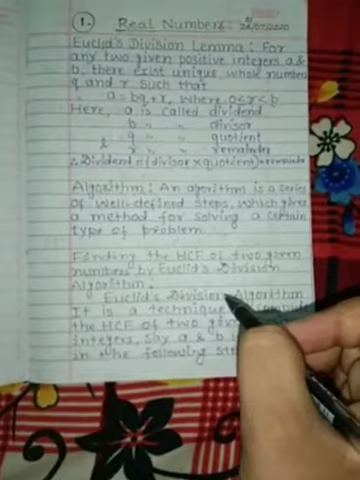 1. Real Numbers: 24/07/2020
Euclid's Division Lemma: For
any two given positive integers a &
b, there exist unique whole numbers
q and r Such that
a=bq+r, where 0≤r<b
Here, a is called dividend
b " " divisor
q " " quotient
& r " " remainder
∴ Dividend=(divisor×quotient)+remainder
Algorithm: An algorithm is a series
of well-defined steps, which gives
a method for solving a certain
type of problem.
Finding the HCF of two given
numbers by Euclid's Division
Algorithm.
Euclid's Division Algorithm
It is a technique
the HCF of two
integers, say a & b
in the following